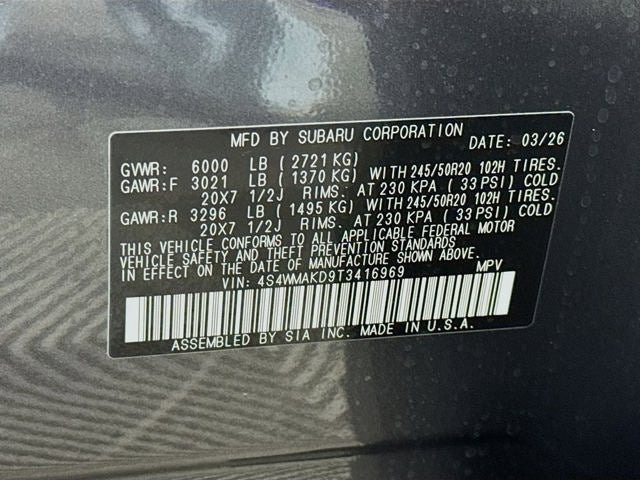 MFD BY SUBARU CORPORATION DATE: 03/26
GVWR: 6000 LB (2721 KG)
GAWR:F 3021 LB (1370 KG) WITH 245/50R20 102H TIRES.
20X7 1/2J RIMS. AT 230 KPA (33 PSI) COLD
GAWR:R 3296 LB (1495 KG) WITH 245/50R20 102H TIRES.
20X7 1/2J RIMS. AT 230 KPA (33 PSI) COLD
THIS VEHICLE CONFORMS TO ALL APPLICABLE FEDERAL MOTOR
VEHICLE SAFETY AND THEFT PREVENTION STANDARDS
IN EFFECT ON THE DATE OF MANUFACTURE SHOWN ABOVE.
VIN: 4S4WMAKD9T3416969 MPV
ASSEMBLED BY SIA INC. MADE IN U.S.A.